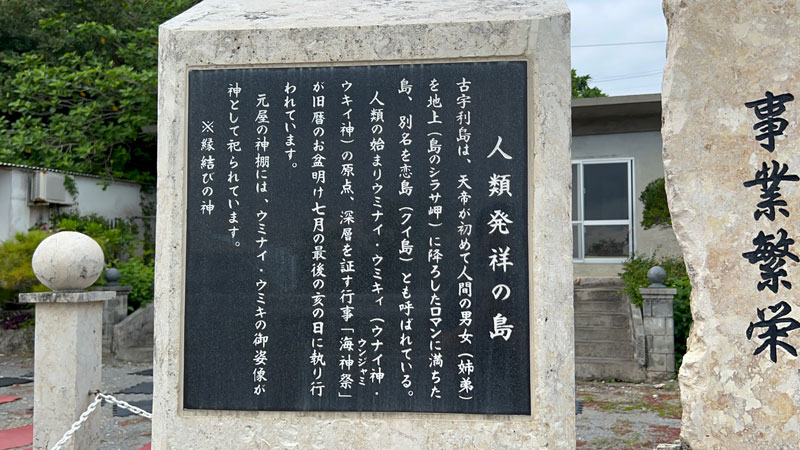 人類発祥の島
古宇利島は、天帝が初めて人間の男女（姉弟）
を地上（島のシラサ岬）に降ろしたロマンに満ちた
島、別名を恋島（クイ島）とも呼ばれている。
人類の始まりウミナイ・ウミキィ（ウナイ神・
ウキイ神）の原点、深層を証す行事「海神祭」
ウンジャミ
が旧暦のお盆明け七月の最後の亥の日に執り行
われています。
元屋の神棚には、ウミナイ・ウミキの御姿像が
神として祀られています。
※縁結びの神
事業繁栄